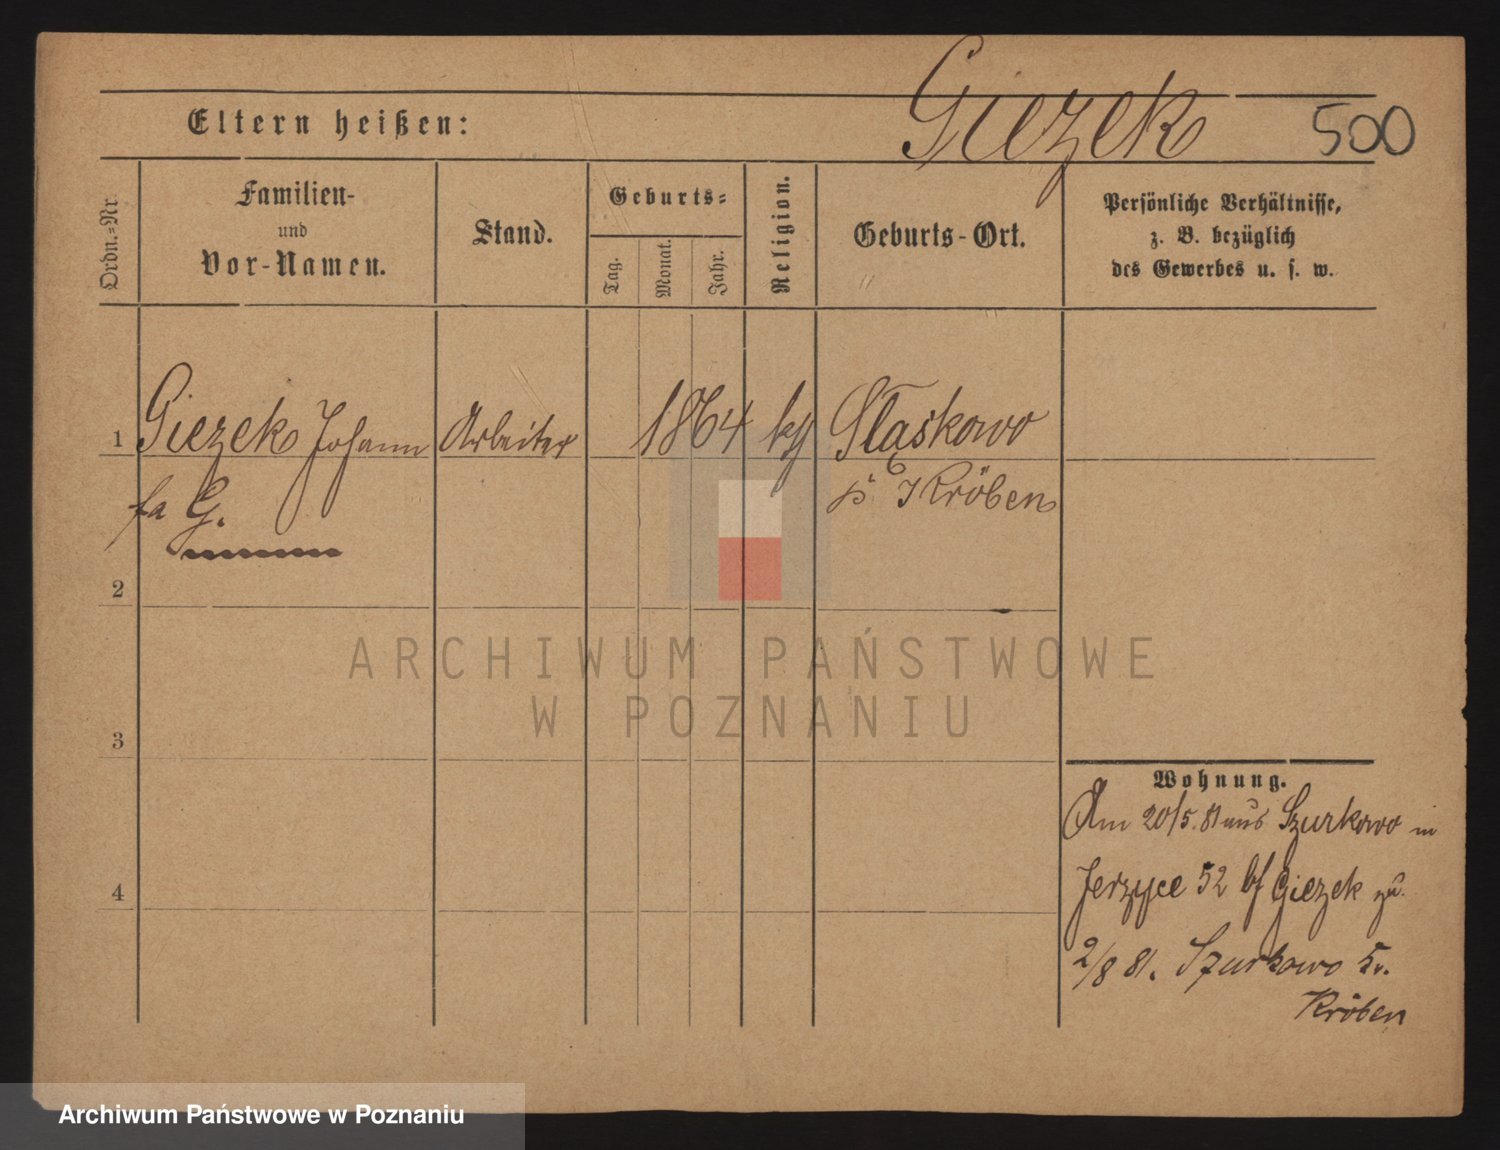 Giezek 500
Eltern heißen:
Ordn.-Nr
Familien-
und
Vor-Namen.
Stand.
Geburts-
Tag.
Monat.
Jahr.
Religion.
Geburts-Ort.
Persönliche Verhältnisse,
z. B. bezüglich
des Gewerbes u. s. w.
1 Giezek Johann Arbeiter 1864 Kg Słąskowo
fa G. Kröben
2
3
4
Wohnung.
Am 20/5. 81 aus Szurkowo in
Jerzyce 52 bf Giezek zu.
2/8 81. Szurkowo Kr.
Kröben
ARCHIWUM PAŃSTWOWE
W POZNANIU
Archiwum Państwowe w Poznaniu